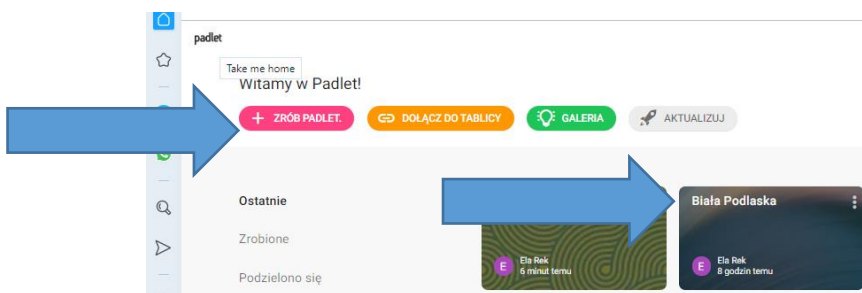 padlet
Take me home
Witamy w Padlet!
+ ZRÓB PADLET.
DOŁĄCZ DO TABLICY
GALERIA
AKTUALIZUJ
Ostatnie
Zrobione
Podzielono się
E
Ela Rek
6 minut temu
Biała Podlaska
E
Ela Rek
8 godzin temu